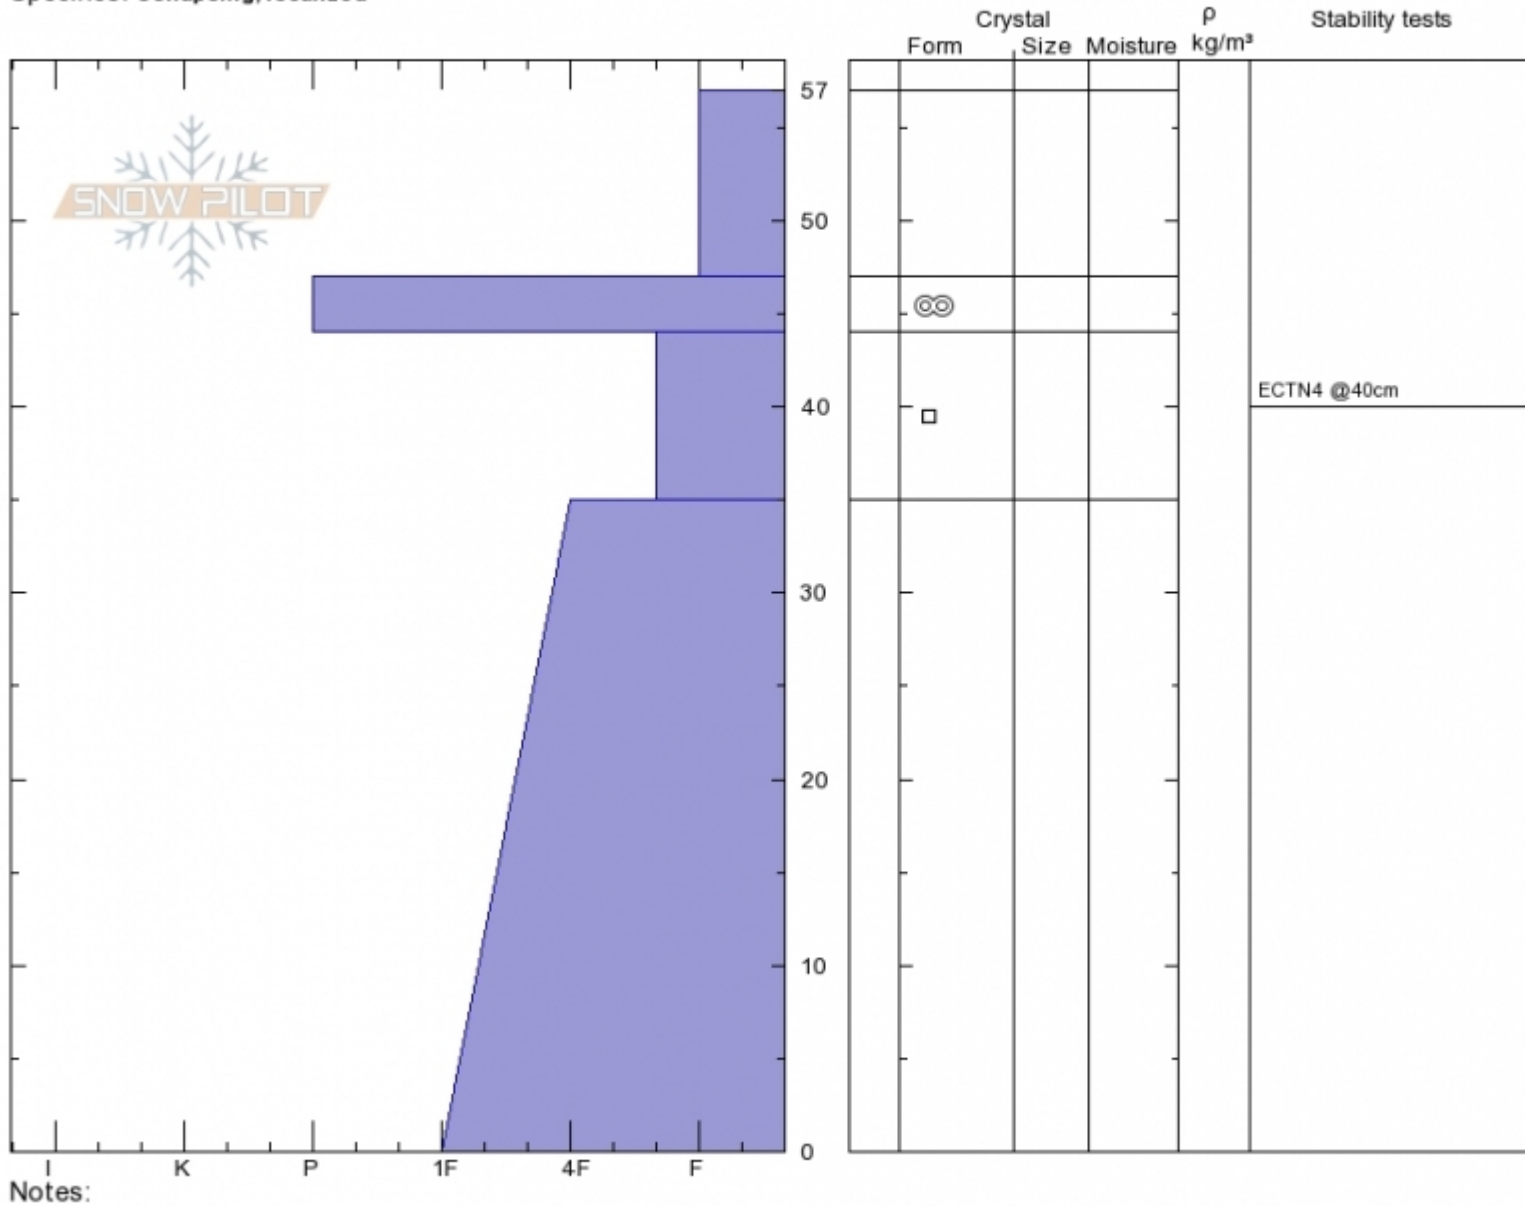 Crystal
ρ
Stability tests
Form
Size
Moisture
kg/m³
57
SNOW PILOT
50
ECTN4 @40cm
40
30
20
10
0
I K P 1F 4F F
Notes: